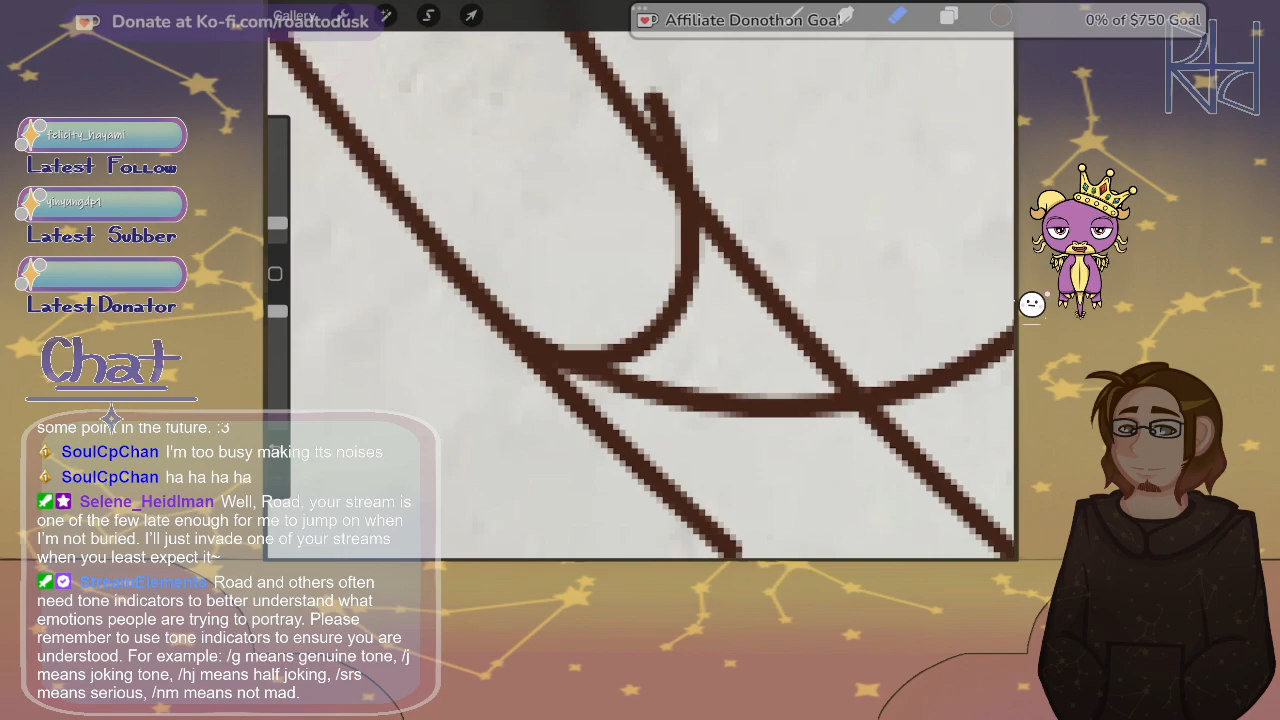 Donate at Ko-fi.com/roadtodusk
Gallery
Affiliate Donothon Goal
0% of $750 Goal
felicity_hayami
Latest Follow
yinyangdp1
Latest Subber
Latest Donator
Chat
some point in the future. :3
SoulCpChan I'm too busy making tts noises
SoulCpChan ha ha ha ha
Selene_Heidlman Well, Road, your stream is
one of the few late enough for me to jump on when
I'm not buried. I'll just invade one of your streams
when you least expect it~
StreamElements Road and others often
need tone indicators to better understand what
emotions people are trying to portray. Please
remember to use tone indicators to ensure you are
understood. For example: /g means genuine tone, /j
means joking tone, /hj means half joking, /srs
means serious, /nm means not mad.